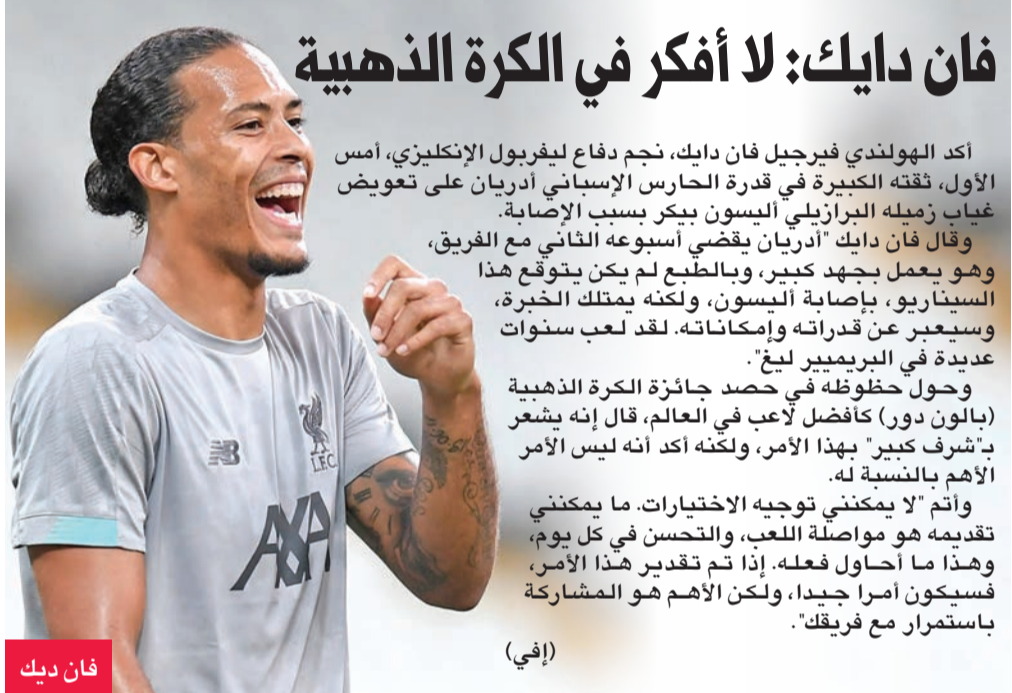 فان دايك: لا أفكر في الكرة الذهبية
أكد الهولندي فيرجيل فان دايك، نجم دفاع ليفربول الإنكليزي، أمس
الأول، ثقته الكبيرة في قدرة الحارس الإسباني أدريان على تعويض
غياب زميله البرازيلي أليسون بيكر بسبب الإصابة.
وقال فان دايك "أدريان يقضي أسبوعه الثاني مع الفريق،
وهو يعمل بجهد كبير، وبالطبع لم يكن يتوقع هذا
السيناريو، بإصابة أليسون، ولكنه يمتلك الخبرة،
وسيعبر عن قدراته وإمكاناته. لقد لعب سنوات
عديدة في البريميير ليغ".
وحول حظوظه في حصد جائزة الكرة الذهبية
(بالون دور) كأفضل لاعب في العالم، قال إنه يشعر
بـ"شرف كبير" بهذا الأمر، ولكنه أكد أنه ليس الأمر
الأهم بالنسبة له.
وأتم "لا يمكنني توجيه الاختيارات. ما يمكنني
تقديمه هو مواصلة اللعب، والتحسن في كل يوم،
وهذا ما أحاول فعله. إذا تم تقدير هذا الأمر،
فسيكون أمرا جيدا، ولكن الأهم هو المشاركة
باستمرار مع فريقك".
(إفي)
NB
L.F.C.
AXA
فان ديك